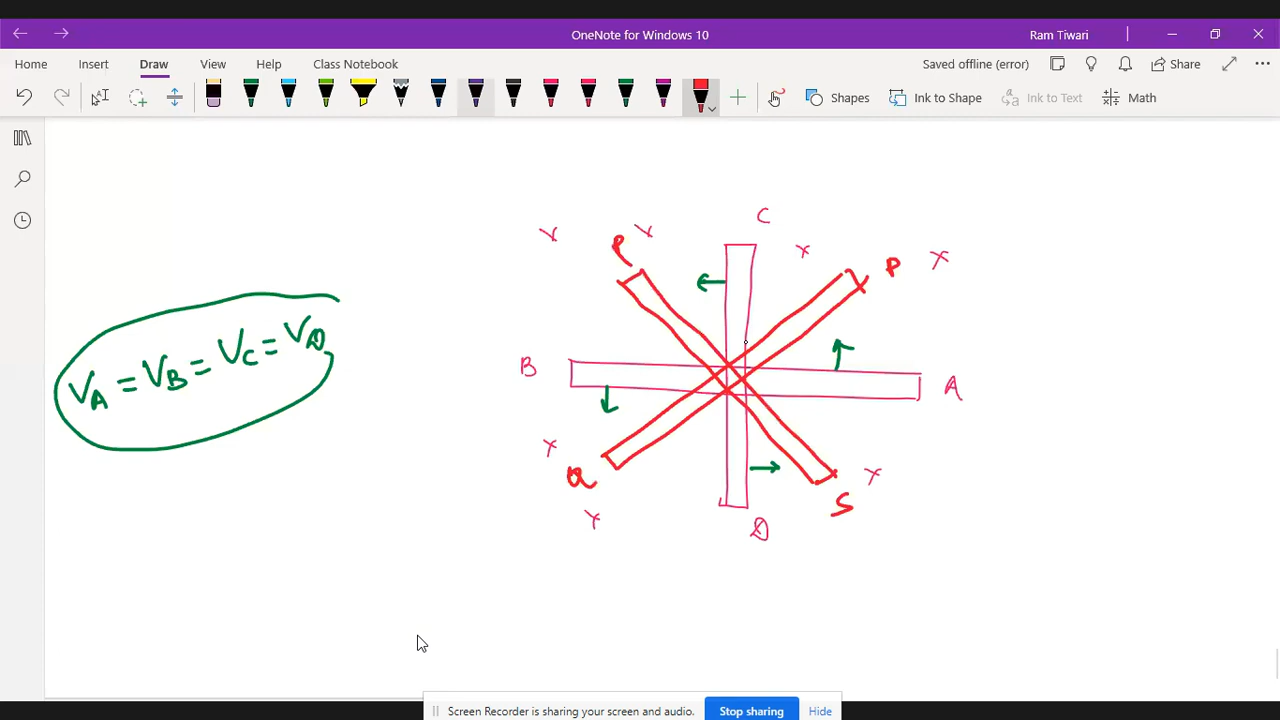 OneNote for Windows 10
Ram Tiwari
Home
Insert
Draw
View
Help
Class Notebook
Saved offline (error)
Share
Shapes
Ink to Shape
Ink to Text
Math
C
X X
P
X
P
X
VA = VB = VC = VD
B
A
X
Q
X
S
X
D
Screen Recorder is sharing your screen and audio.
Stop sharing
Hide